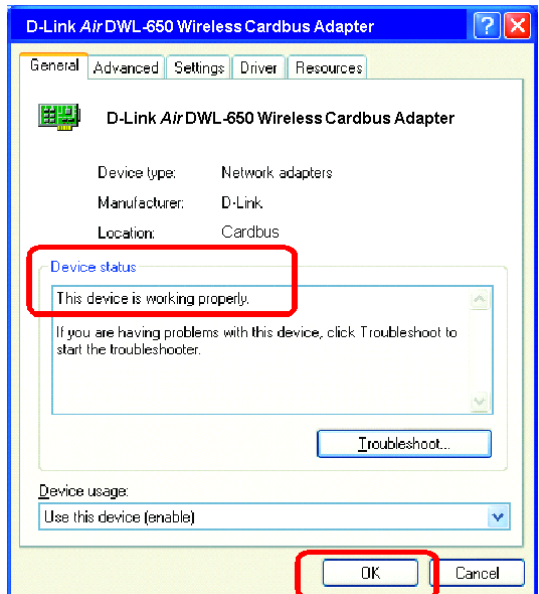 D-Link Air DWL-650 Wireless Cardbus Adapter
General Advanced Settings Driver Resources
D-Link Air DWL-650 Wireless Cardbus Adapter
Device type: Network adapters
Manufacturer: D-Link
Location: Cardbus
Device status
This device is working properly.
If you are having problems with this device, click Troubleshoot to
start the troubleshooter.
Troubleshoot...
Device usage:
Use this device (enable)
OK Cancel